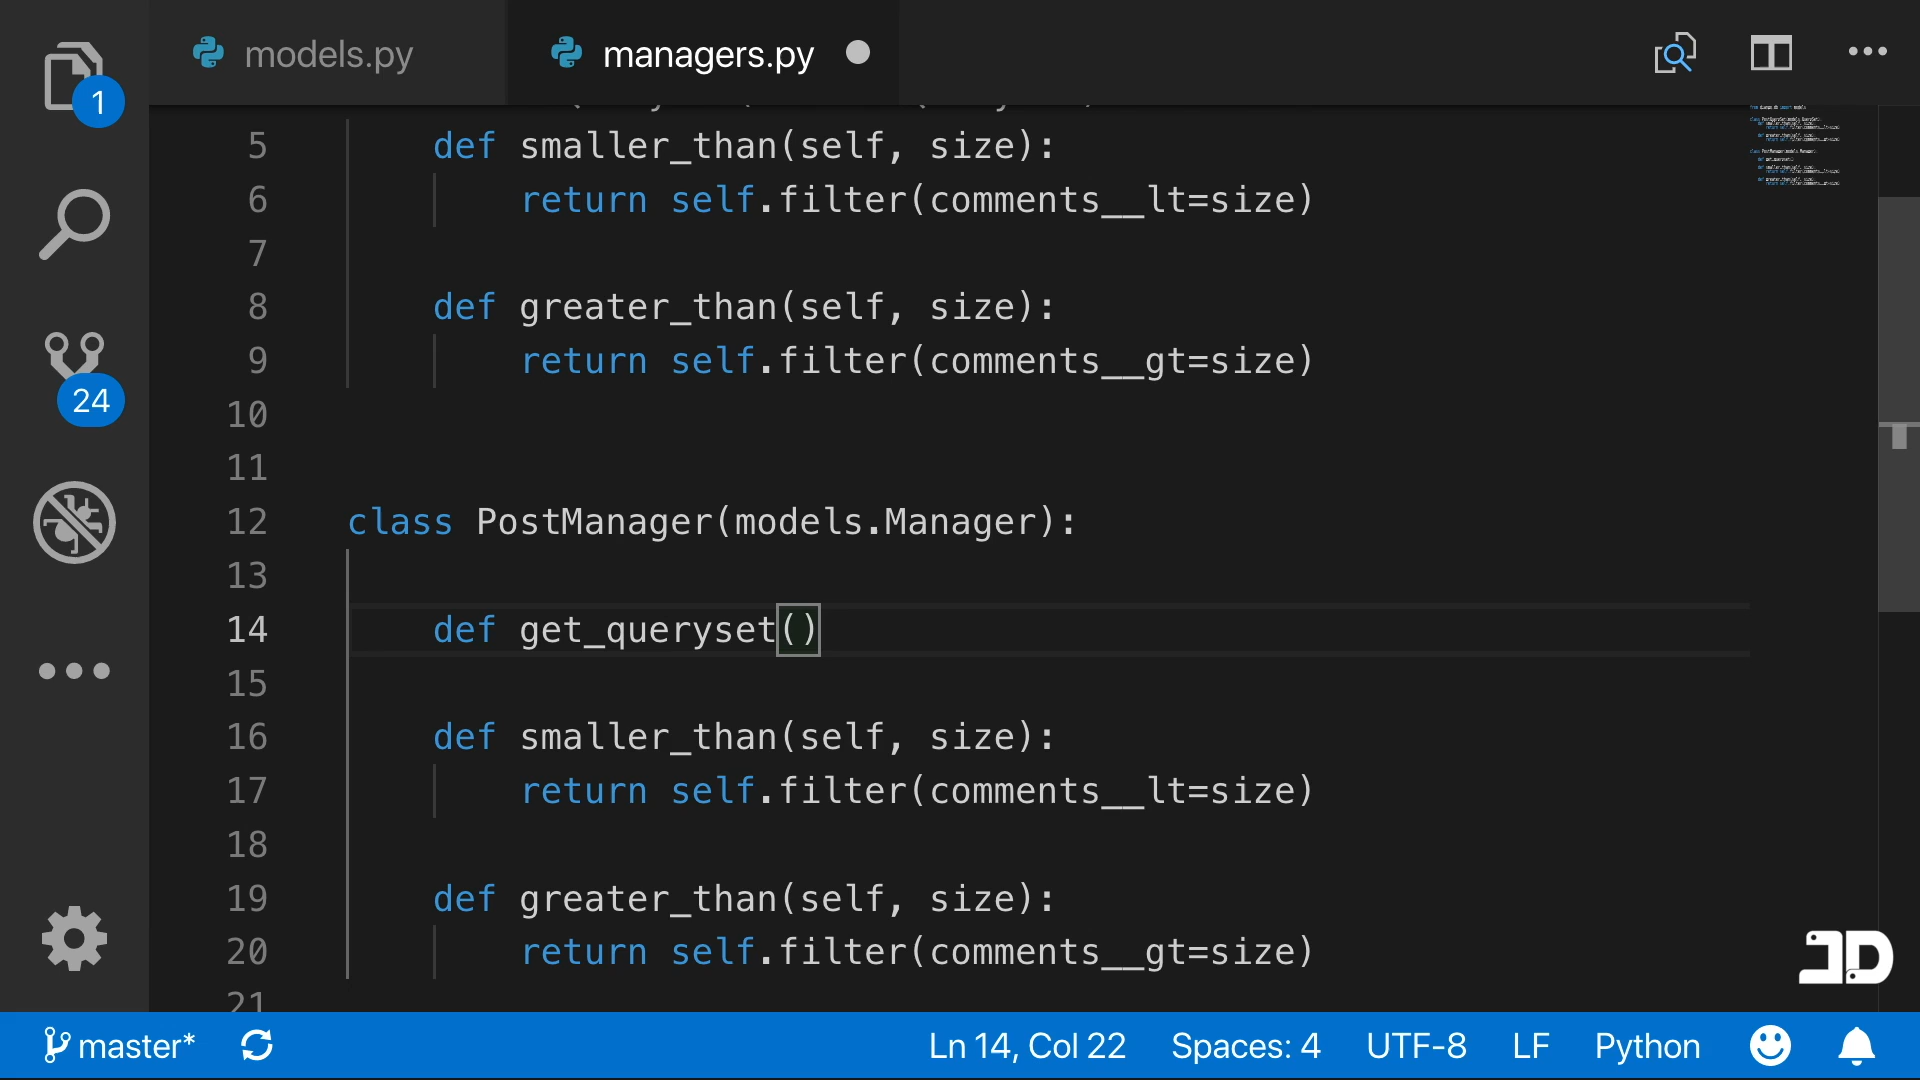 models.py
managers.py
1
5 def smaller_than(self, size):
6 return self.filter(comments__lt=size)
7
8 def greater_than(self, size):
9 return self.filter(comments__gt=size)
10
11
12 class PostManager(models.Manager):
13
14 def get_queryset()
15
16 def smaller_than(self, size):
17 return self.filter(comments__lt=size)
18
19 def greater_than(self, size):
20 return self.filter(comments__gt=size)
21
24
master*
Ln 14, Col 22
Spaces: 4
UTF-8
LF
Python